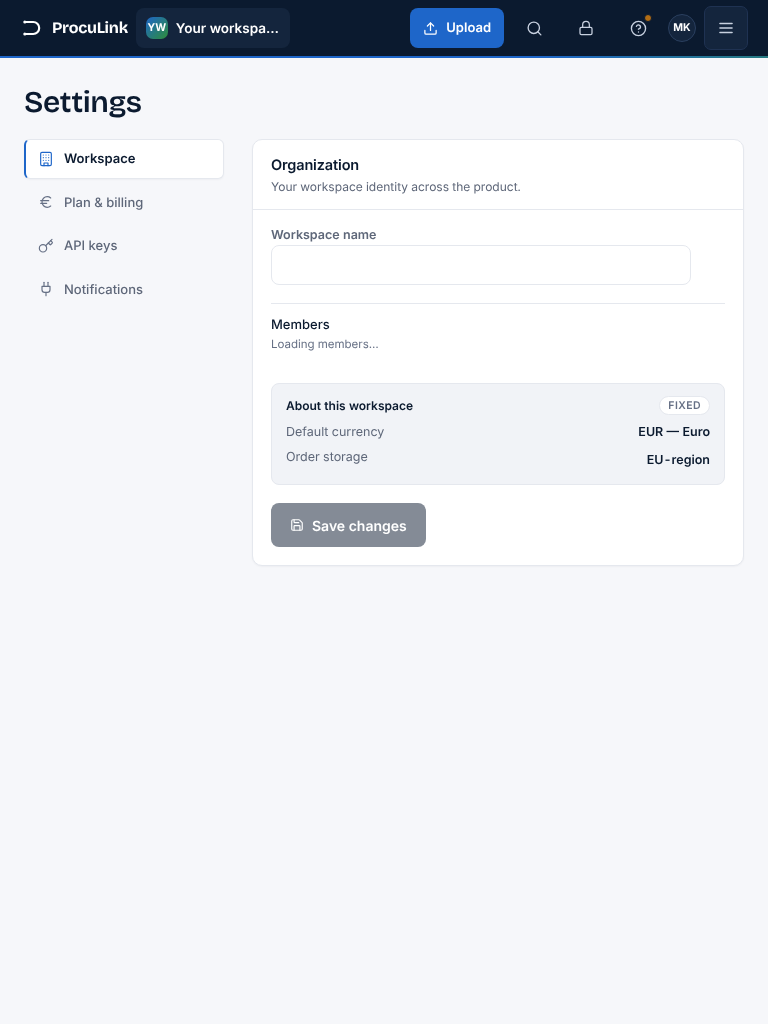 ProcuLink
YW
Your workspa...
Upload
MK
Settings
Workspace
Plan & billing
API keys
Notifications
Organization
Your workspace identity across the product.
Workspace name
Members
Loading members…
About this workspace
FIXED
Default currency
EUR — Euro
Order storage
EU-region
Save changes